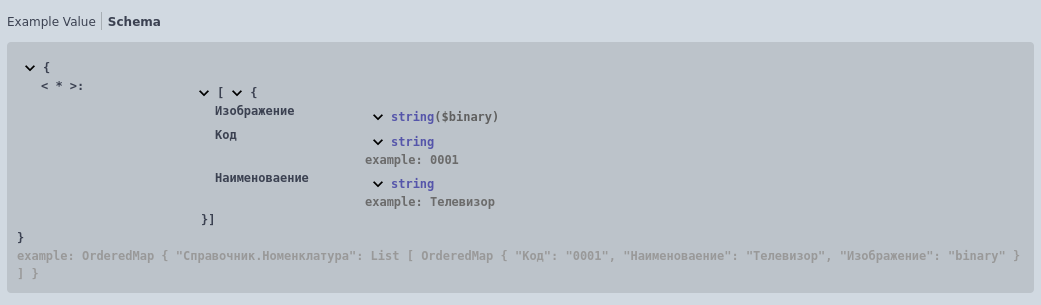 Example Value Schema
{
< * >:
[ {
Изображение string($binary)
Код string
example: 0001
Наименоваение string
example: Телевизор
}]
}
example: OrderedMap { "Справочник.Номенклатура": List [ OrderedMap { "Код": "0001", "Наименоваение": "Телевизор", "Изображение": "binary" }
] }